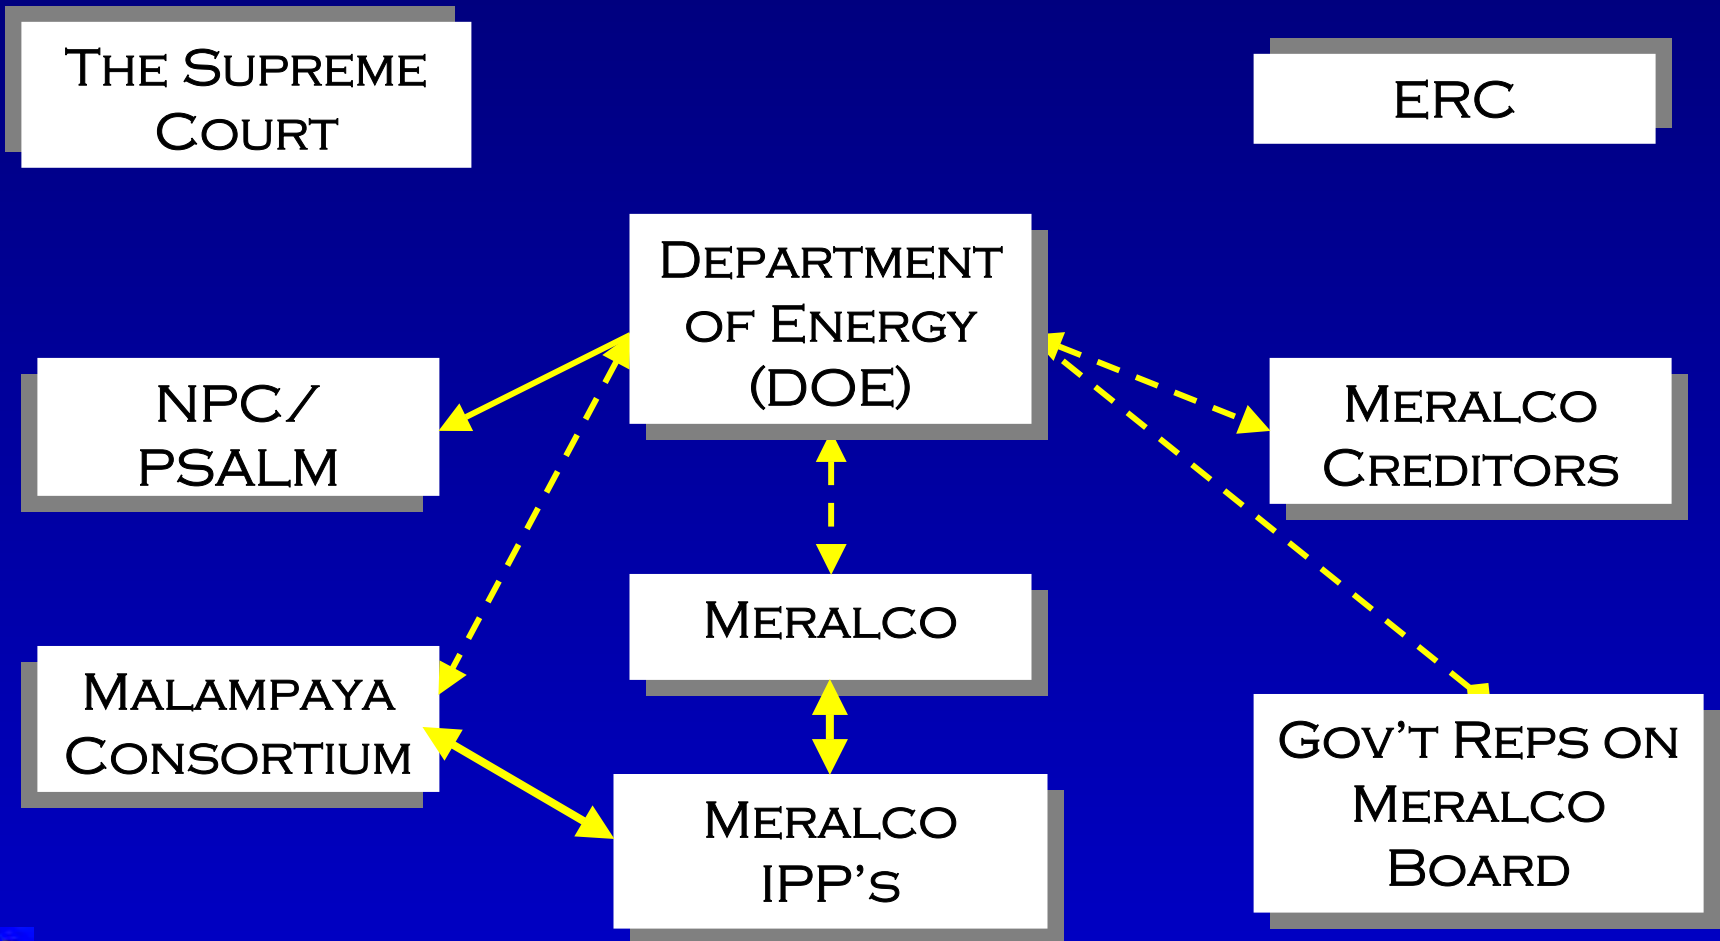 The Supreme
Court
ERC
Department
of Energy
(DOE)
NPC/
PSALM
Meralco
Creditors
Meralco
Malampaya
Consortium
Gov't Reps on
Meralco
Board
Meralco
IPP's